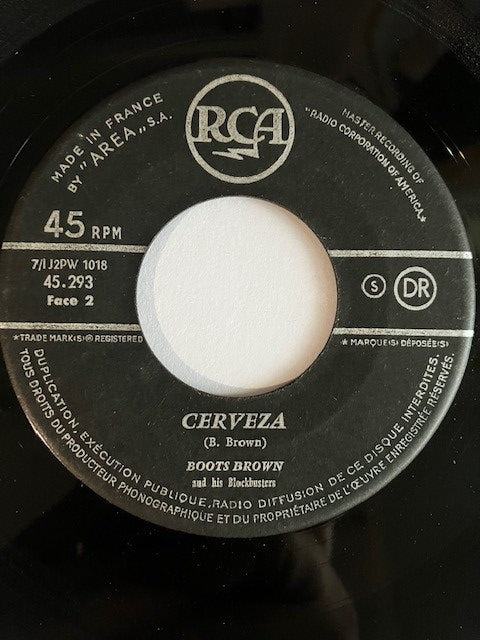 MADE IN FRANCE
BY "AREA„ S.A.
RCA
MASTER RECORDING OF
"RADIO CORPORATION OF AMERICA„*
45 RPM
7/1 J2PW 1018
45.293
Face 2
S DR
★TRADE MARK(S)® REGISTERED
★ MARQUE(S) DÉPOSÉE(S)
CERVEZA
(B. Brown)
BOOTS BROWN
and his Blockbusters
DUPLICATION EXÉCUTION PUBLIQUE, RADIO DIFFUSION DE CE DISQUE INTERDITES.
TOUS DROITS DU PRODUCTEUR PHONOGRAPHIQUE ET DU PROPRIÉTAIRE DE L'ŒUVRE ENREGISTRÉE RÉSERVÉS.